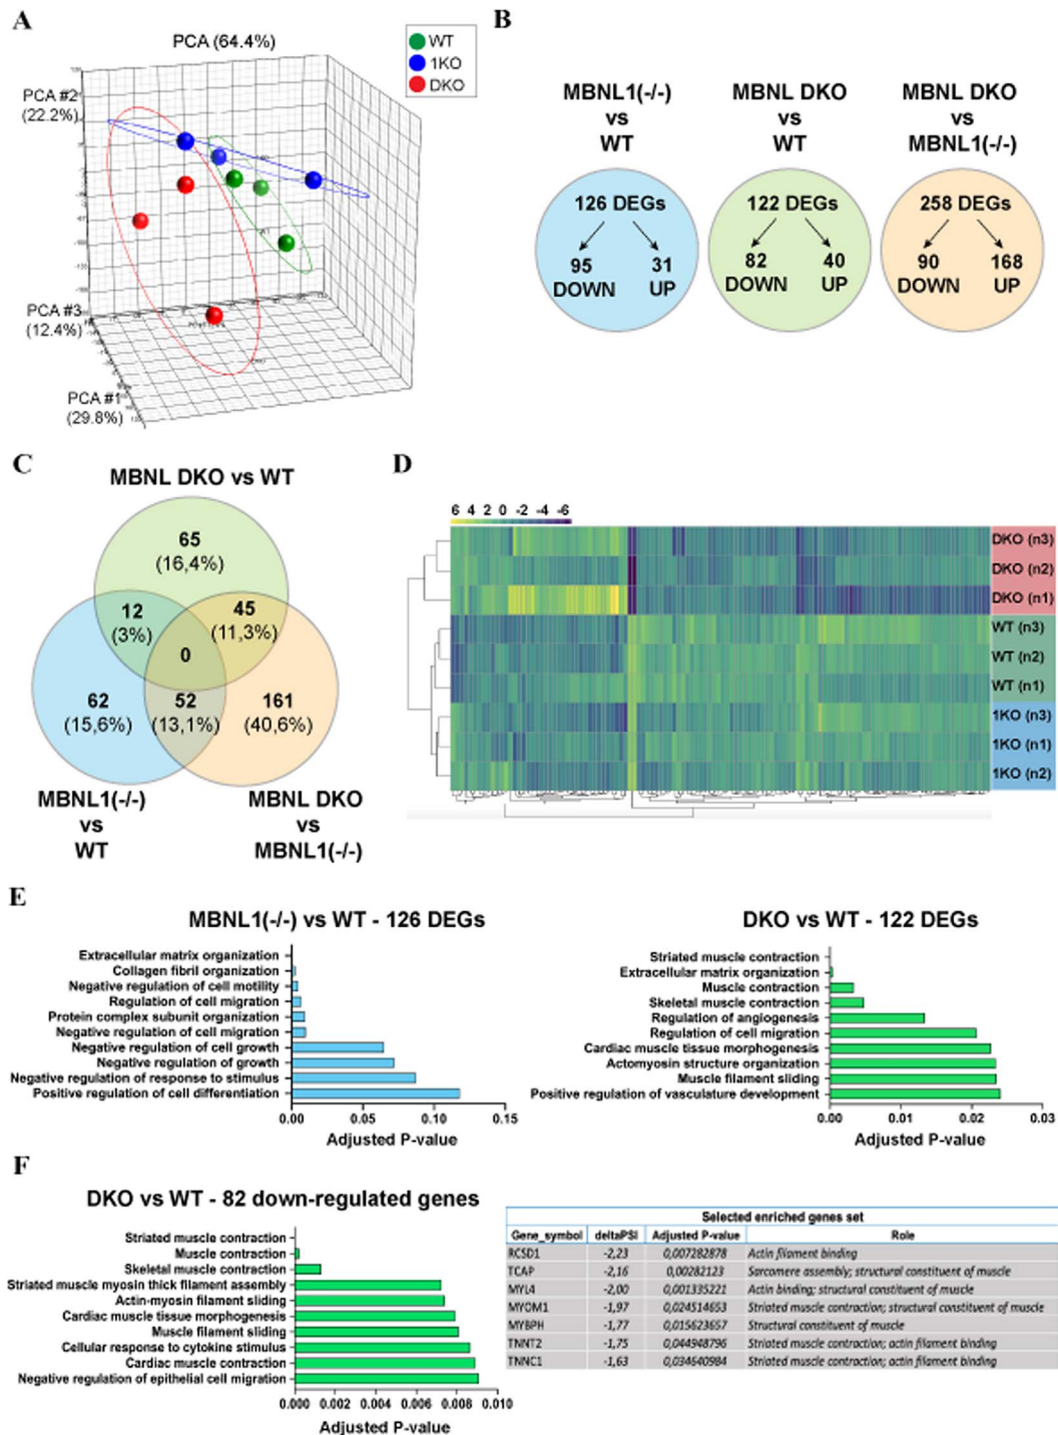 A
PCA (64.4%)
WT
1KO
DKO
PCA #2
(22.2%)
PCA #3
(12.4%)
PCA #1
(29.8%)
B
MBNL1(-/-)
vs
WT
MBNL DKO
vs
WT
MBNL DKO
vs
MBNL1(-/-)
126 DEGs
95
DOWN
31
UP
122 DEGs
82
DOWN
40
UP
258 DEGs
90
DOWN
168
UP
C
MBNL DKO vs WT
65
(16,4%)
12
(3%)
45
(11,3%)
0
62
(15,6%)
52
(13,1%)
161
(40,6%)
MBNL1(-/-)
vs
WT
MBNL DKO
vs
MBNL1(-/-)
D
6 4 2 0 -2 -4 -6
DKO (n3)
DKO (n2)
DKO (n1)
WT (n3)
WT (n2)
WT (n1)
1KO (n3)
1KO (n1)
1KO (n2)
E
MBNL1(-/-) vs WT - 126 DEGs
Extracellular matrix organization
Collagen fibril organization
Negative regulation of cell motility
Regulation of cell migration
Protein complex subunit organization
Negative regulation of cell migration
Negative regulation of cell growth
Negative regulation of growth
Negative regulation of response to stimulus
Positive regulation of cell differentiation
0.00 0.05 0.10 0.15
Adjusted P-value
DKO vs WT - 122 DEGs
Striated muscle contraction
Extracellular matrix organization
Muscle contraction
Skeletal muscle contraction
Regulation of angiogenesis
Regulation of cell migration
Cardiac muscle tissue morphogenesis
Actomyosin structure organization
Muscle filament sliding
Positive regulation of vasculature development
0.00 0.01 0.02 0.03
Adjusted P-value
F
DKO vs WT - 82 down-regulated genes
Striated muscle contraction
Muscle contraction
Skeletal muscle contraction
Striated muscle myosin thick filament assembly
Actin-myosin filament sliding
Cardiac muscle tissue morphogenesis
Muscle filament sliding
Cellular response to cytokine stimulus
Cardiac muscle contraction
Negative regulation of epithelial cell migration
0.000 0.002 0.004 0.006 0.008 0.010
Adjusted P-value
Selected enriched genes set
Gene_symbol deltaPSI Adjusted P-value Role
RCSD1 -2,23 0,007282878 Actin filament binding
TCAP -2,16 0,00282123 Sarcomere assembly; structural constituent of muscle
MYL4 -2,00 0,001335221 Actin binding; structural constituent of muscle
MYOM1 -1,97 0,024514653 Striated muscle contraction; structural constituent of muscle
MYBPH -1,77 0,015623657 Structural constituent of muscle
TNNT2 -1,75 0,044948796 Striated muscle contraction; actin filament binding
TNNC1 -1,63 0,034640984 Striated muscle contraction; actin filament binding